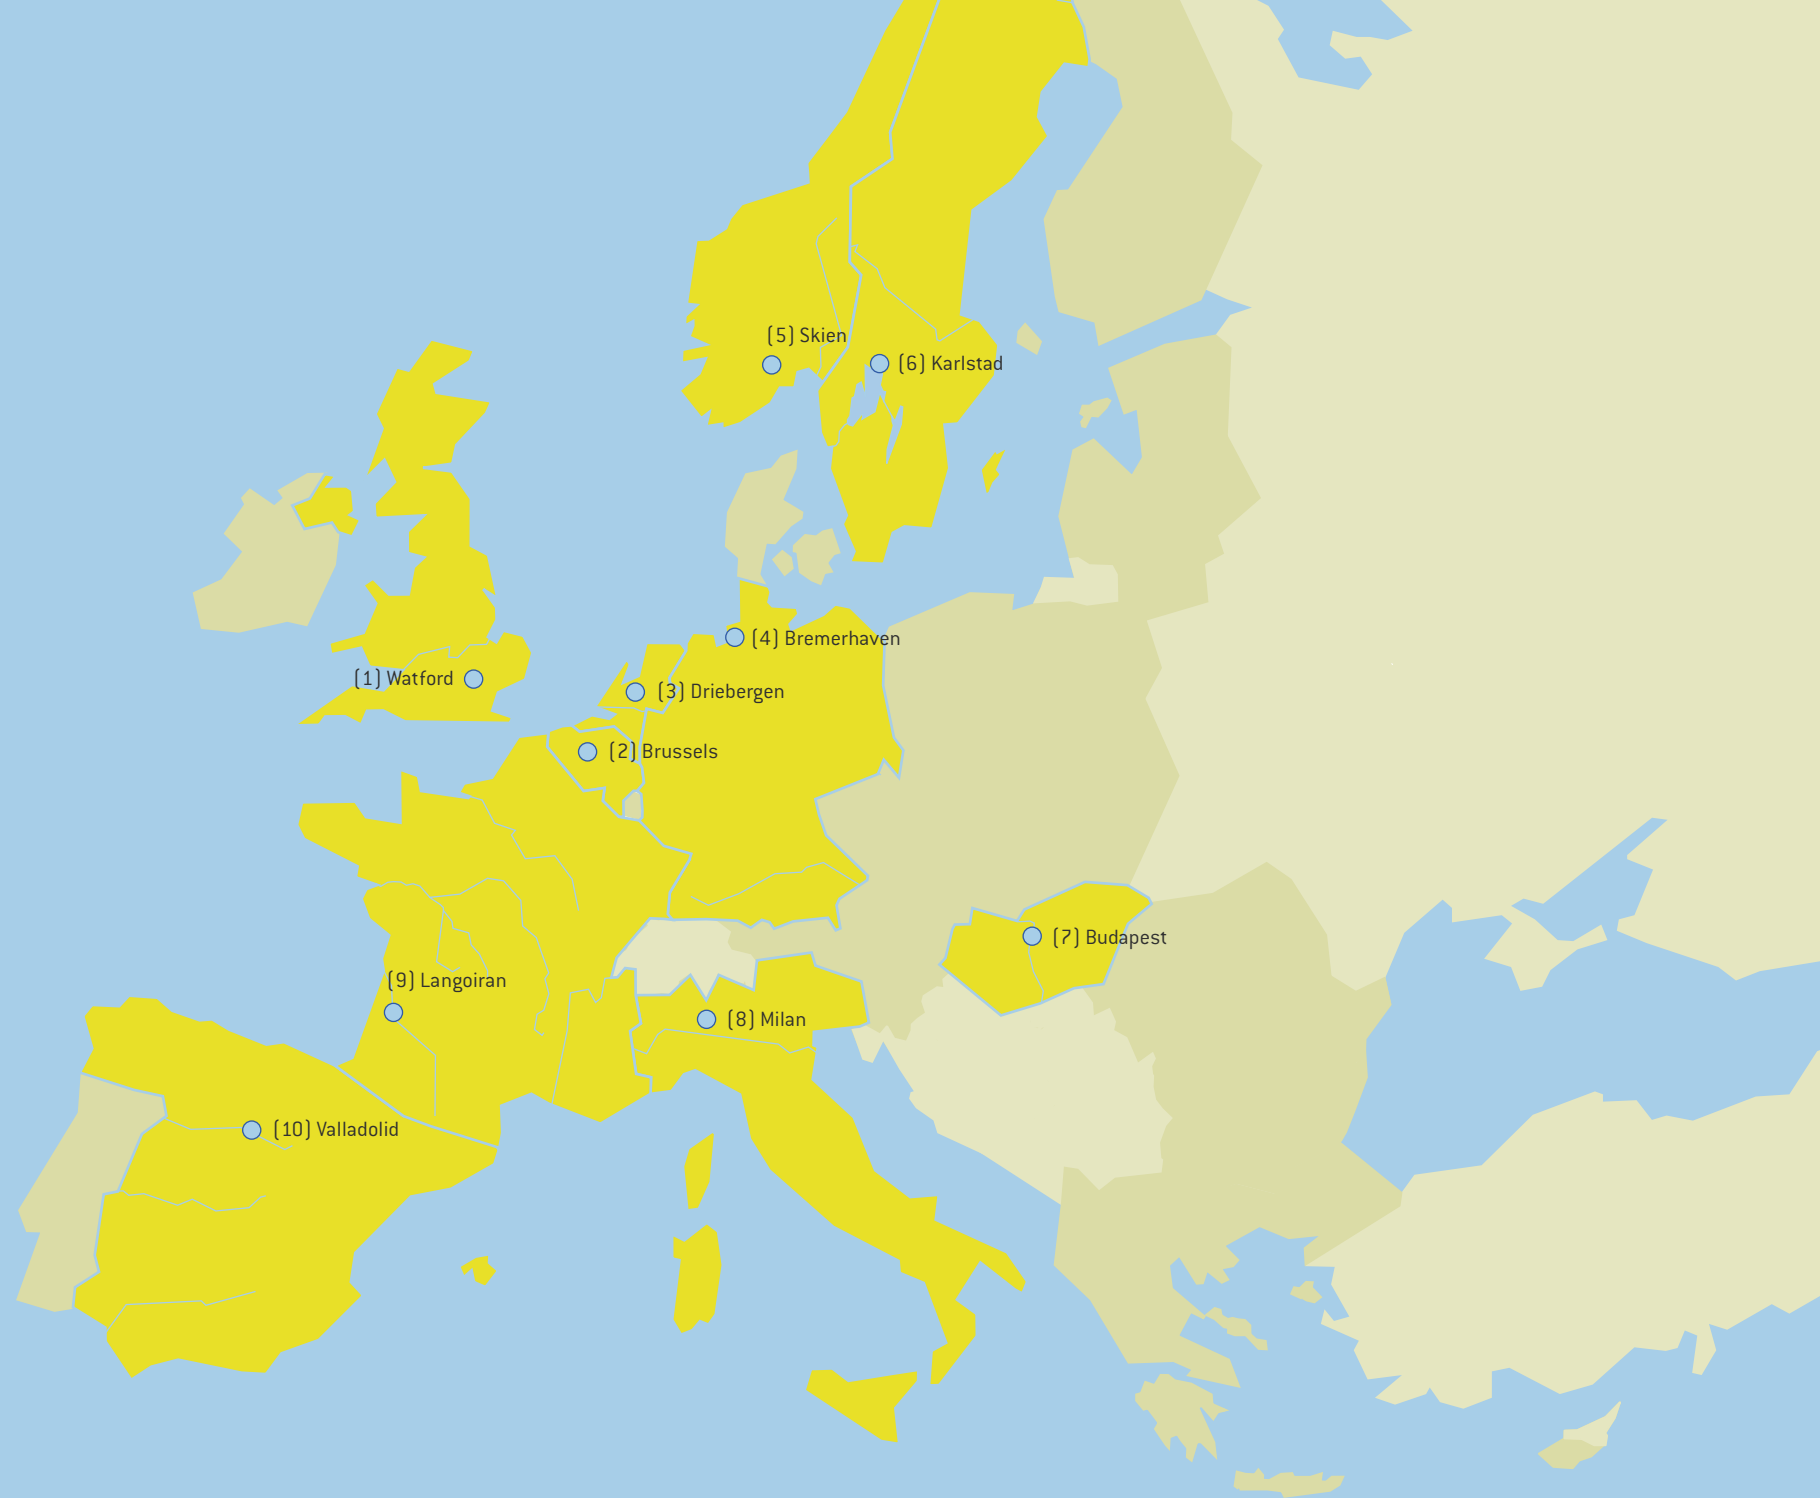 (5) Skien
(6) Karlstad
(4) Bremerhaven
(1) Watford
(3) Driebergen
(2) Brussels
(7) Budapest
(9) Langoiran
(8) Milan
(10) Valladolid